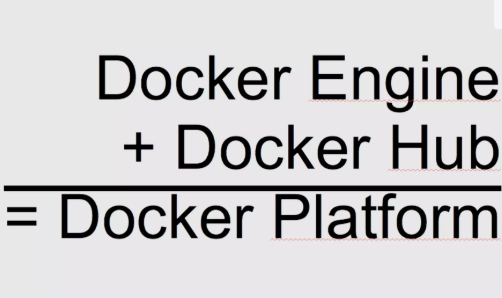 Docker Engine
+ Docker Hub
= Docker Platform